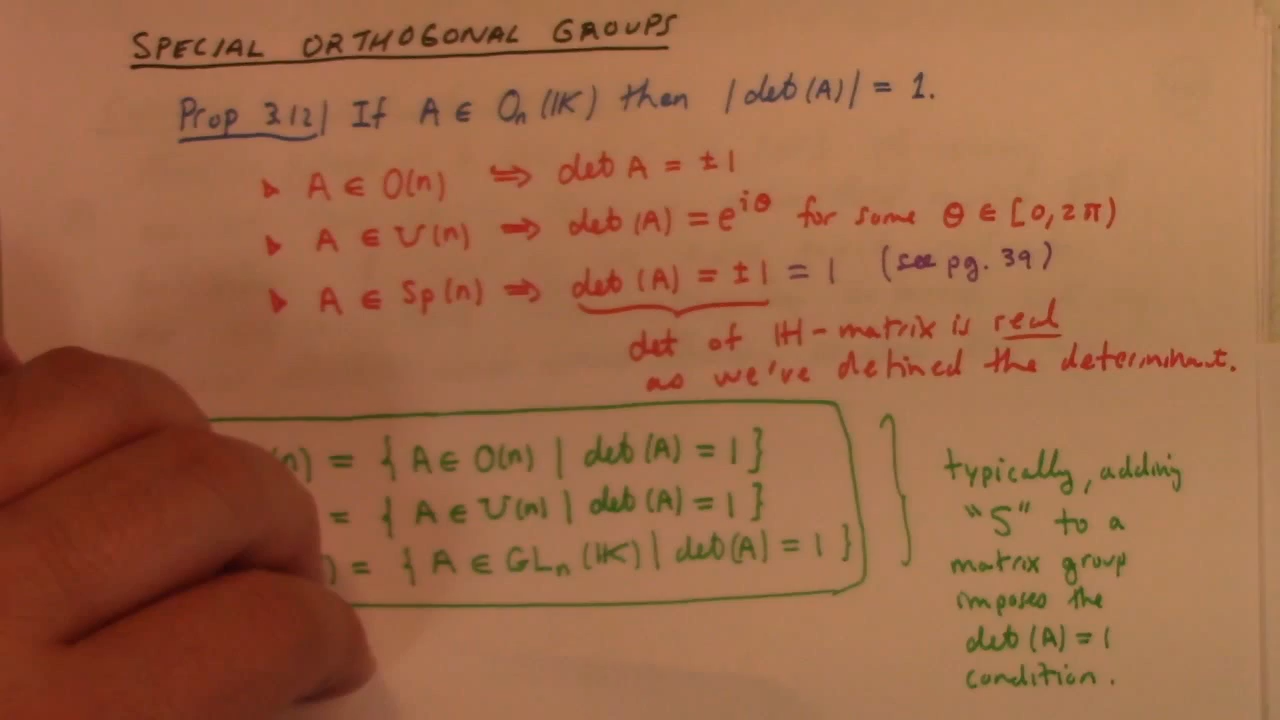 SPECIAL ORTHOGONAL GROUPS
Prop 3.12| If A ∈ Oₙ(𝕂) then |det(A)| = 1.
▸ A ∈ O(n) ⇒ det A = ±1
▸ A ∈ U(n) ⇒ det(A) = e^{iθ} for some θ ∈ [0, 2π)
▸ A ∈ Sp(n) ⇒ det(A) = ±1 = 1 (see pg. 39)
det of ℍ-matrix is real
as we've defined the determinant.
(n) = { A ∈ O(n) | det(A) = 1 }
= { A ∈ U(n) | det(A) = 1 }
) = { A ∈ GLₙ(𝕂) | det(A) = 1 }
typically, adding
"S" to a
matrix group
imposes the
det(A) = 1
condition.